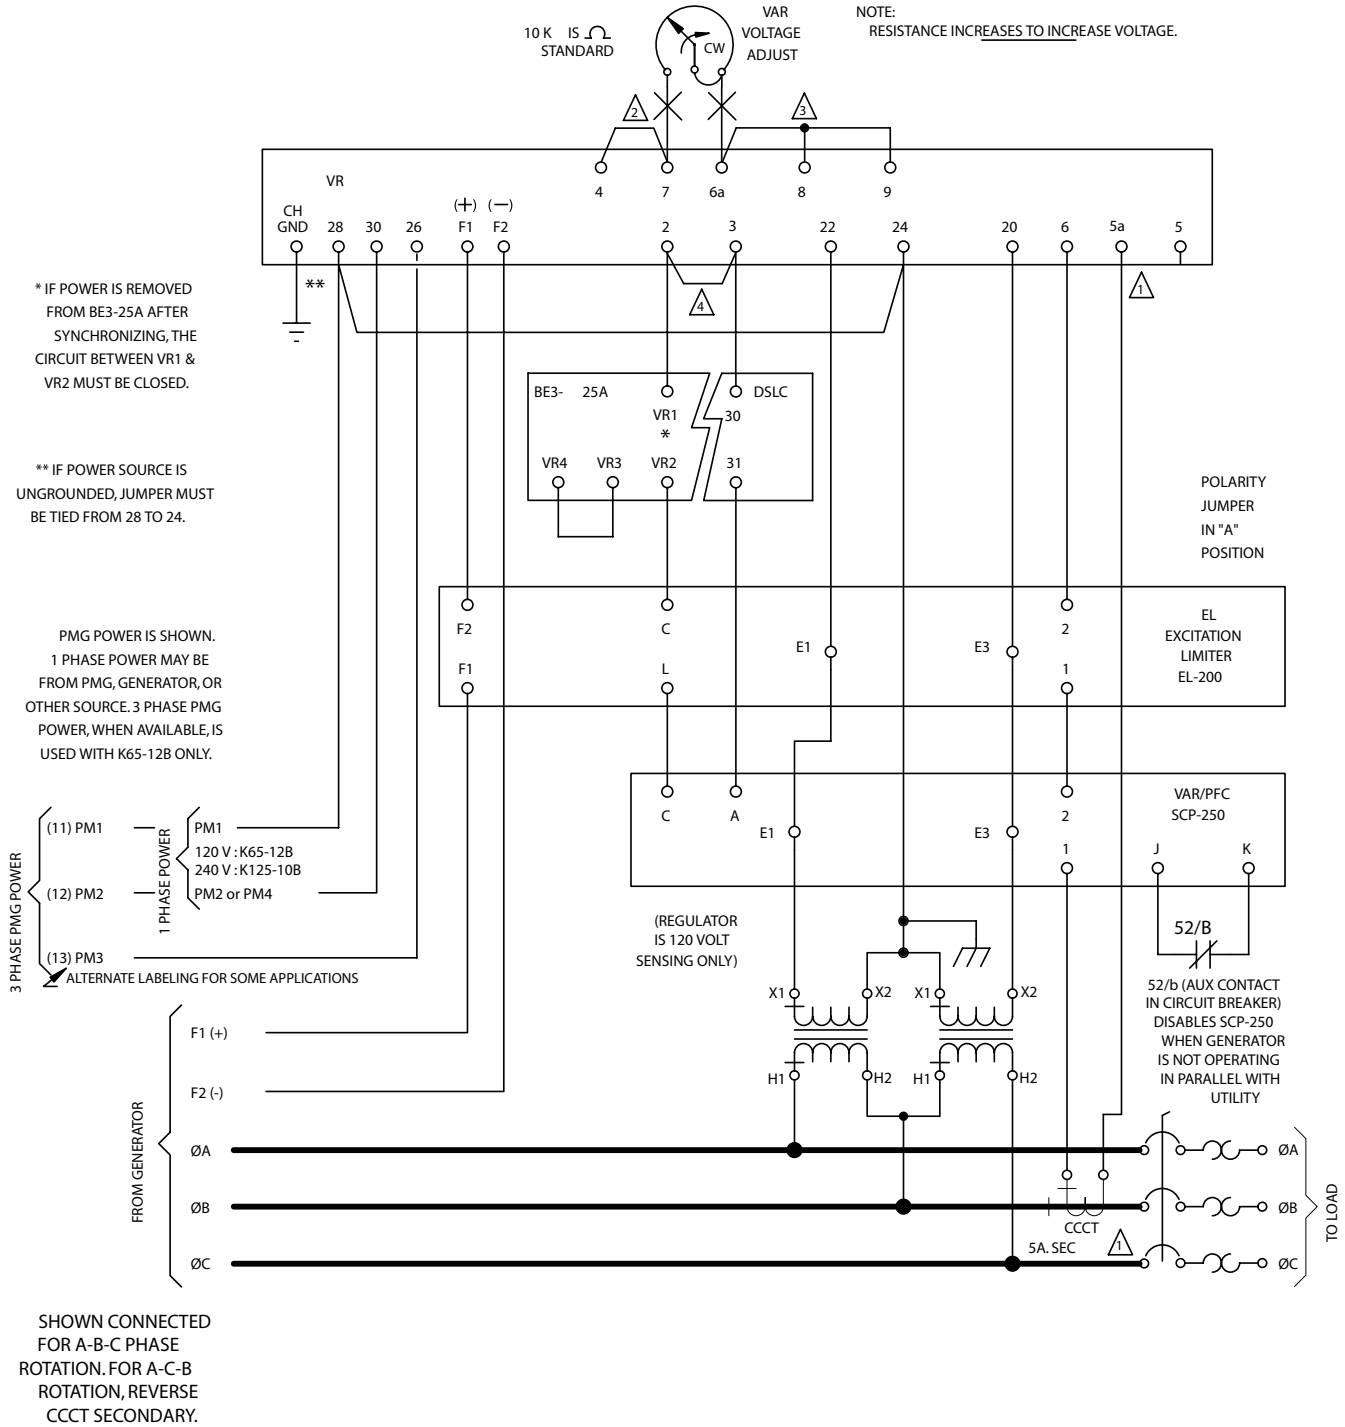 10 K IS Ω
STANDARD
VAR
VOLTAGE
ADJUST
CW
NOTE:
RESISTANCE INCREASES TO INCREASE VOLTAGE.
2
3
VR
4
7
6a
8
9
CH
GND
28
30
26
(+)
F1
(—)
F2
2
3
22
24
20
6
5a
5
**
4
1
* IF POWER IS REMOVED
FROM BE3-25A AFTER
SYNCHRONIZING, THE
CIRCUIT BETWEEN VR1 &
VR2 MUST BE CLOSED.
BE3- 25A
VR1
*
DSLC
30
VR4
VR3
VR2
31
** IF POWER SOURCE IS
UNGROUNDED, JUMPER MUST
BE TIED FROM 28 TO 24.
POLARITY
JUMPER
IN "A"
POSITION
F2
C
E1
E3
2
F1
L
1
EL
EXCITATION
LIMITER
EL-200
PMG POWER IS SHOWN.
1 PHASE POWER MAY BE
FROM PMG, GENERATOR, OR
OTHER SOURCE. 3 PHASE PMG
POWER, WHEN AVAILABLE, IS
USED WITH K65-12B ONLY.
C
A
E1
E3
2
1
VAR/PFC
SCP-250
J
K
3 PHASE PMG POWER
(11) PM1
(12) PM2
(13) PM3
1 PHASE POWER
PM1
120 V : K65-12B
240 V : K125-10B
PM2 or PM4
ALTERNATE LABELING FOR SOME APPLICATIONS
(REGULATOR
IS 120 VOLT
SENSING ONLY)
52/B
52/b (AUX CONTACT
IN CIRCUIT BREAKER)
DISABLES SCP-250
WHEN GENERATOR
IS NOT OPERATING
IN PARALLEL WITH
UTILITY
X1
X2
X1
X2
H1
H2
H1
H2
FROM GENERATOR
F1 (+)
F2 (-)
ØA
ØB
ØC
CCCT
5A. SEC
1
ØA
ØB
ØC
TO LOAD
SHOWN CONNECTED
FOR A-B-C PHASE
ROTATION. FOR A-C-B
ROTATION, REVERSE
CCCT SECONDARY.